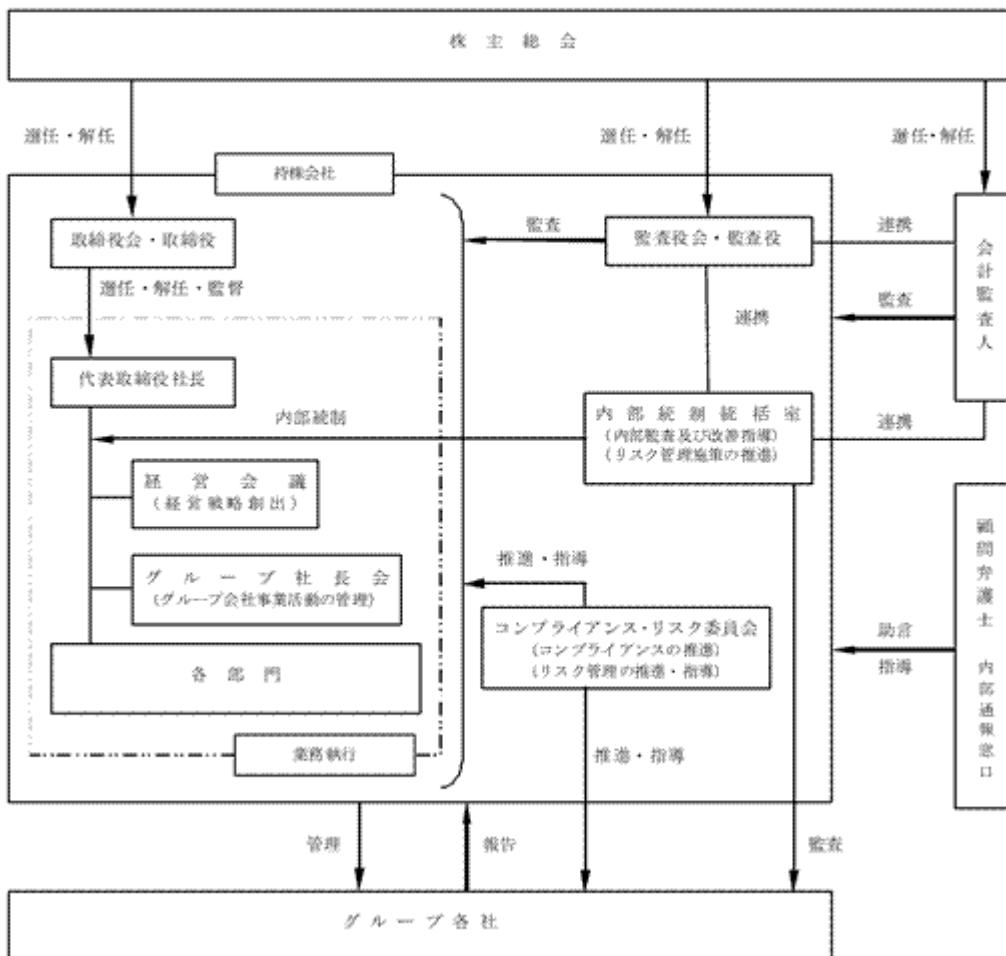 株主総会
選任・解任
選任・解任
選任・解任
持株会社
取締役会・取締役
監査
監査役会・監査役
連携
会計監査人
選任・解任・監督
監査
連携
代表取締役社長
内部統制
内部統制統括室
(内部監査及び改善指導)
(リスク管理施策の推進)
連携
経営会議
(経営戦略創出)
推進・指導
グループ社長会
(グループ会社事業活動の管理)
コンプライアンス・リスク委員会
(コンプライアンスの推進)
(リスク管理の推進・指導)
顧問弁護士 内部通報窓口
助言
指導
各部門
業務執行
推進・指導
管理
報告
監査
グループ各社